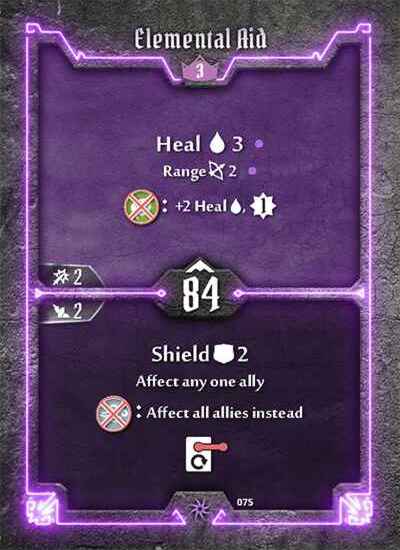 Elemental Aid
3
Heal 3
Range 2
: +2 Heal , 1
2
84
2
Shield 2
Affect any one ally
: Affect all allies instead
075